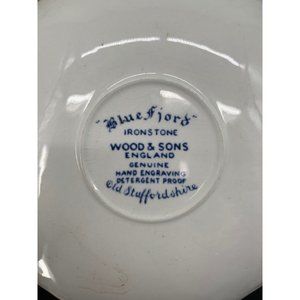 "Blue Fjord"
IRONSTONE
WOOD & SONS
ENGLAND
GENUINE
HAND ENGRAVING
DETERGENT PROOF
Old Staffordshire